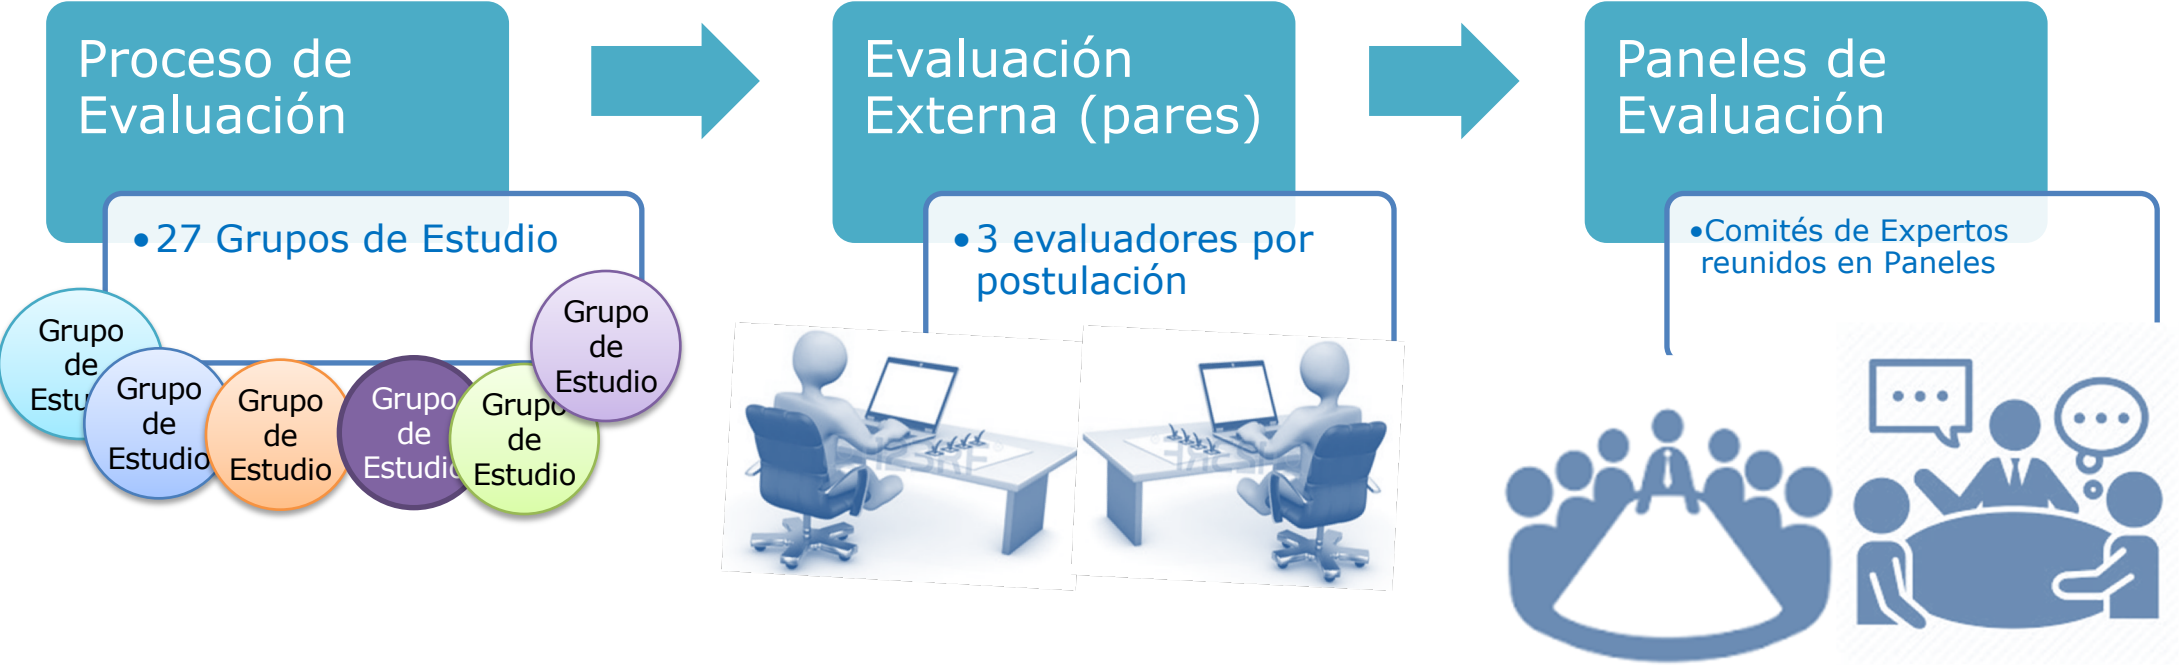 Proceso de
Evaluación
•27 Grupos de Estudio
Grupo
de
Grupo
de
Estudio
Grupo
de
Estudio
Grupo
de
Estudio
Grupo
de
Estudio
Grupo
de
Estudio
Evaluación
Externa (pares)
•3 evaluadores por
postulación
Paneles de
Evaluación
•Comités de Expertos
reunidos en Paneles